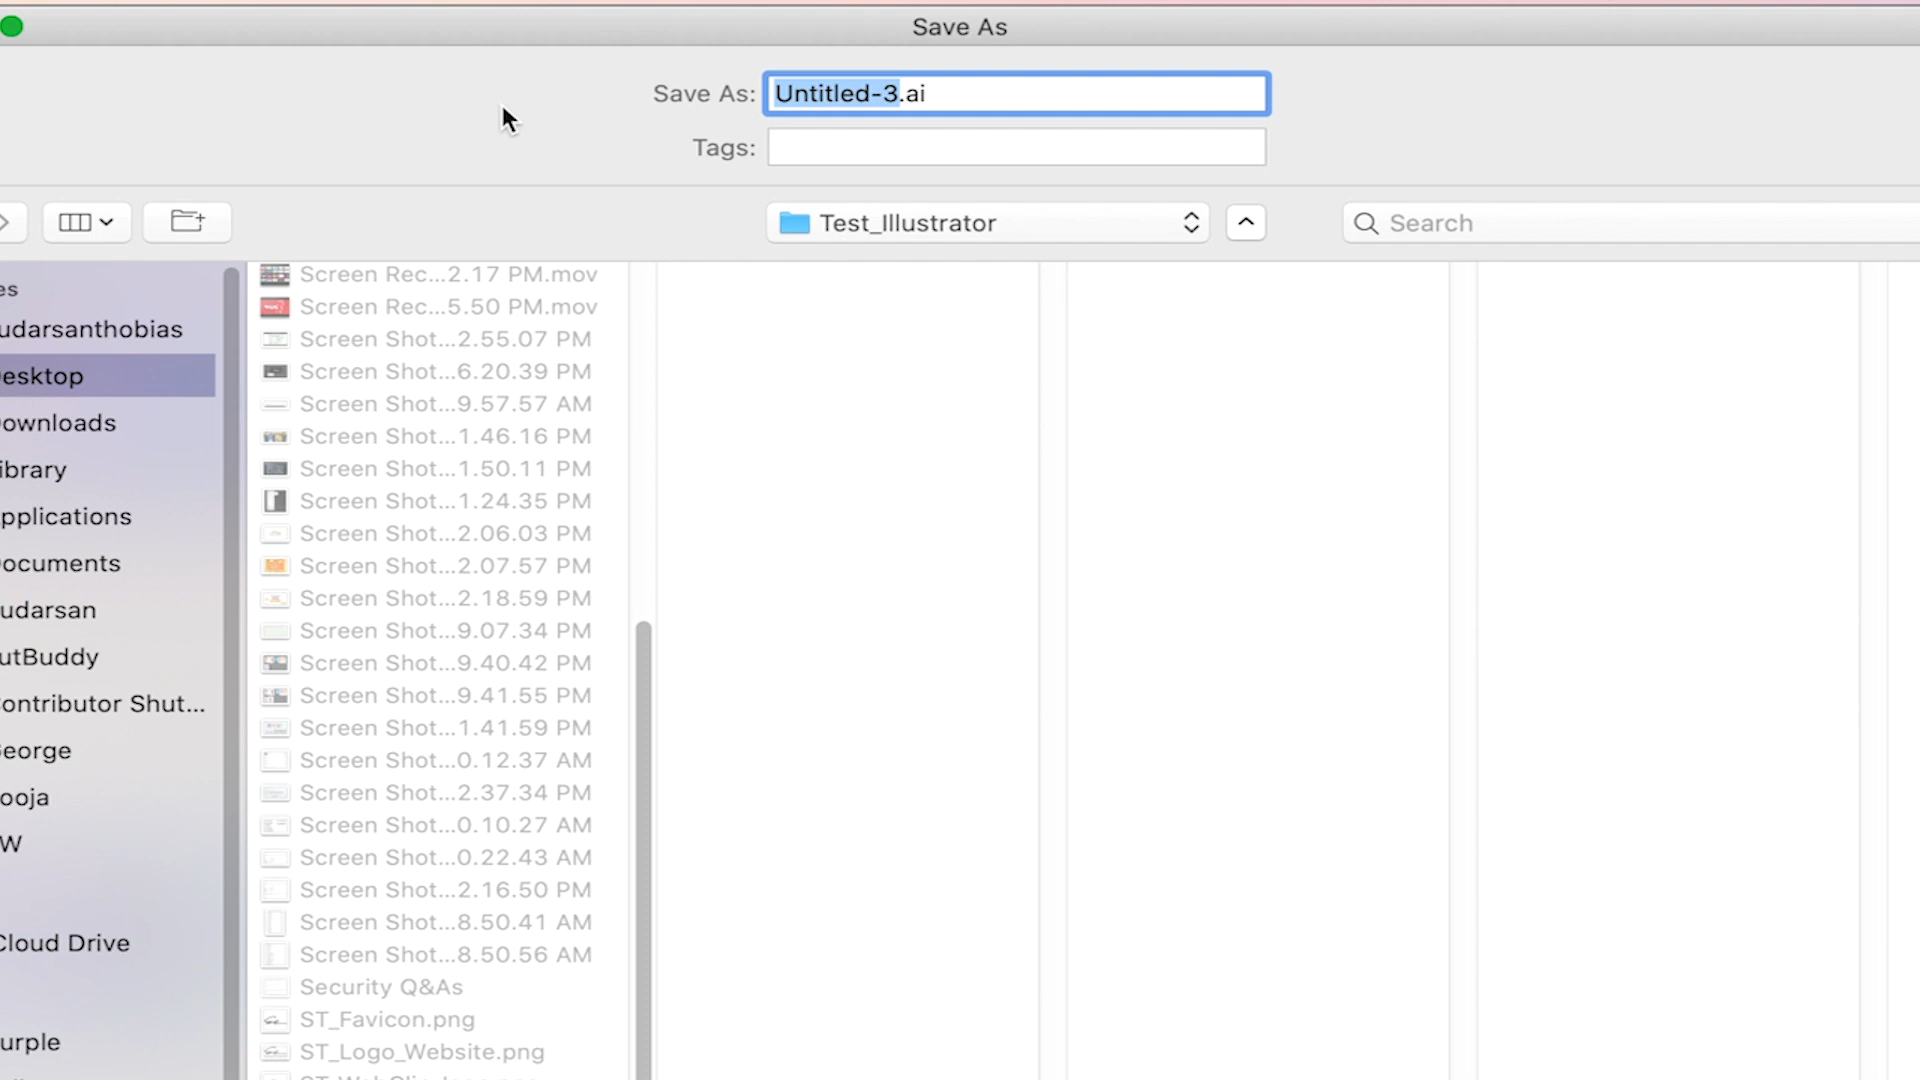 Save As
Save As: Untitled-3.ai
Tags:
Test_Illustrator
Search
es
udarsanthobias
esktop
ownloads
ibrary
pplications
ocuments
udarsan
utBuddy
ontributor Shut...
eorge
ooja
W
Cloud Drive
urple
Screen Rec...2.17 PM.mov
Screen Rec...5.50 PM.mov
Screen Shot...2.55.07 PM
Screen Shot...6.20.39 PM
Screen Shot...9.57.57 AM
Screen Shot...1.46.16 PM
Screen Shot...1.50.11 PM
Screen Shot...1.24.35 PM
Screen Shot...2.06.03 PM
Screen Shot...2.07.57 PM
Screen Shot...2.18.59 PM
Screen Shot...9.07.34 PM
Screen Shot...9.40.42 PM
Screen Shot...9.41.55 PM
Screen Shot...1.41.59 PM
Screen Shot...0.12.37 AM
Screen Shot...2.37.34 PM
Screen Shot...0.10.27 AM
Screen Shot...0.22.43 AM
Screen Shot...2.16.50 PM
Screen Shot...8.50.41 AM
Screen Shot...8.50.56 AM
Security Q&As
ST_Favicon.png
ST_Logo_Website.png